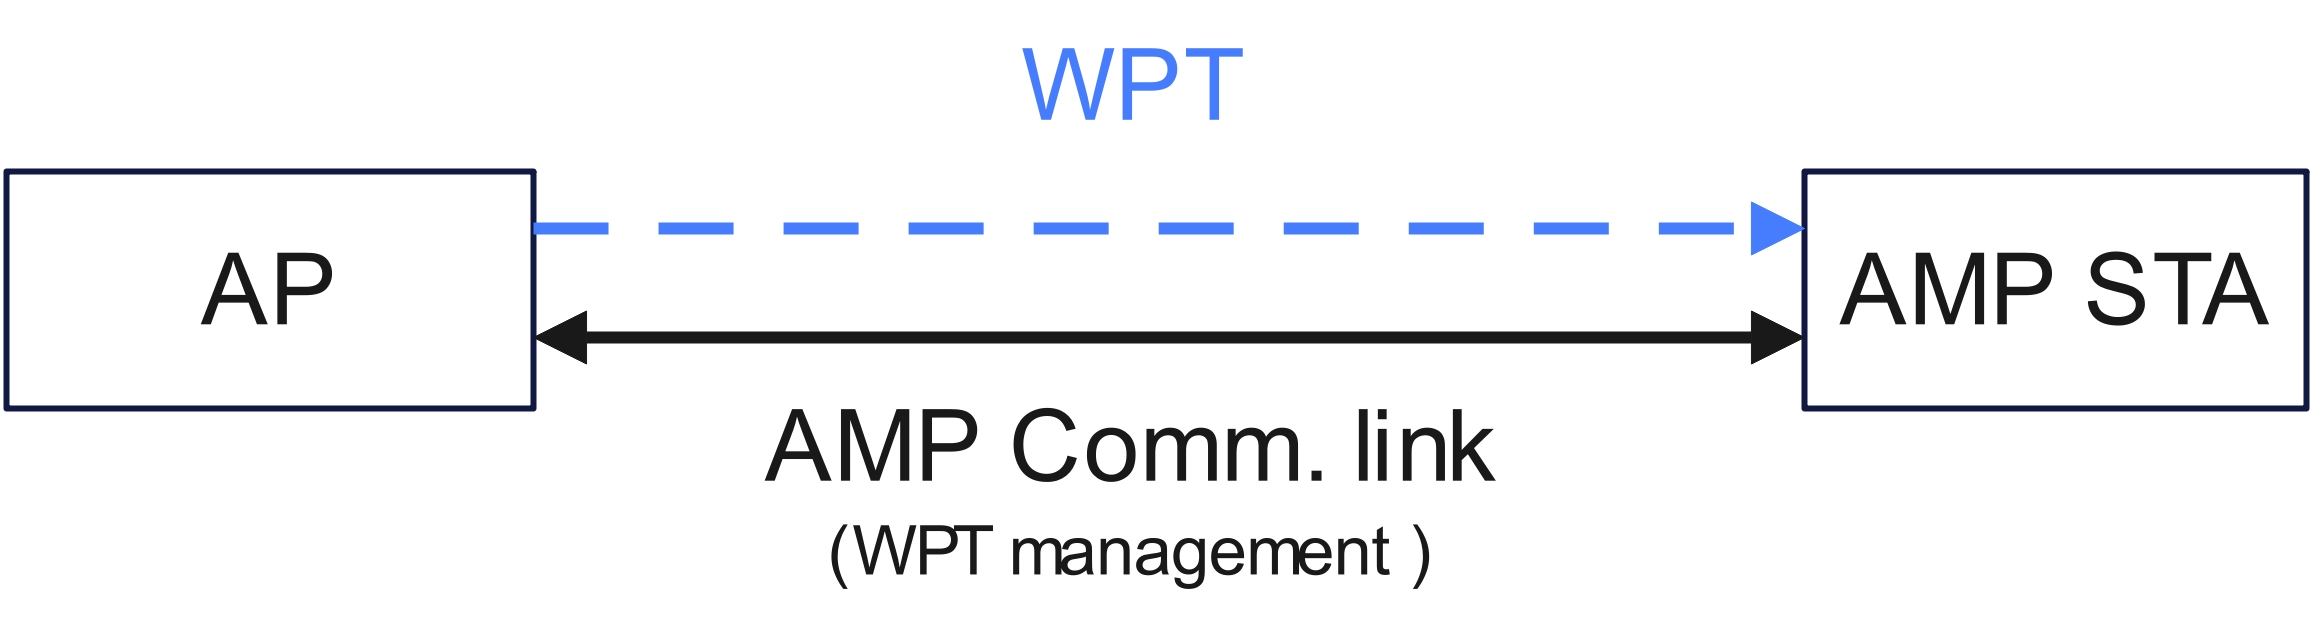 WPT
AP
AMP STA
AMP Comm. link
(WPT management )